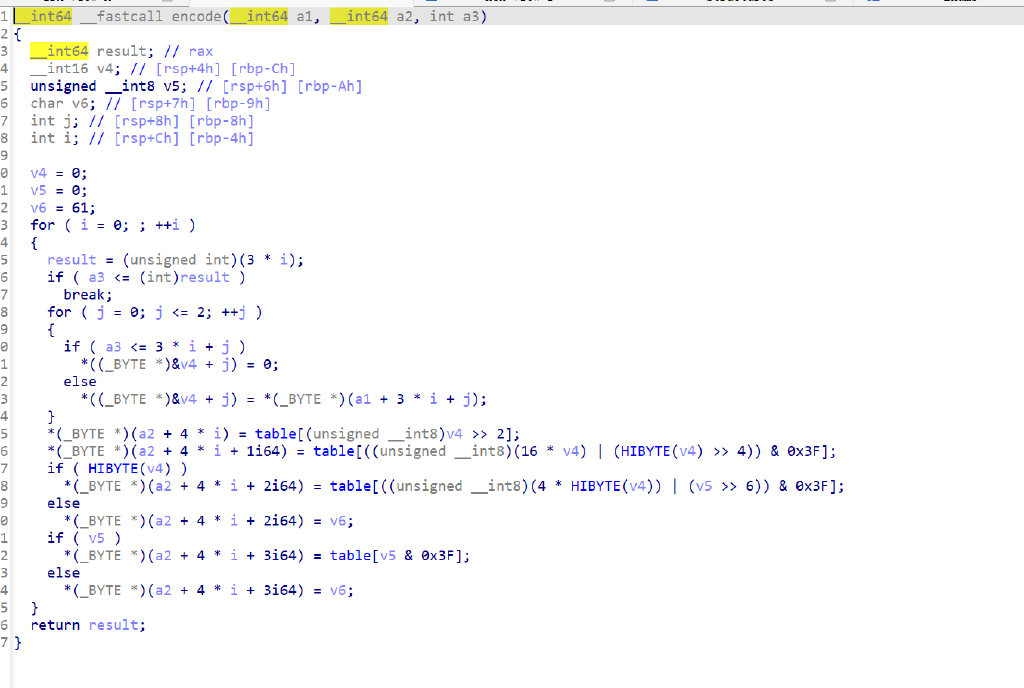 1 __int64 __fastcall encode(__int64 a1, __int64 a2, int a3)
2 {
3 __int64 result; // rax
4 __int16 v4; // [rsp+4h] [rbp-Ch]
5 unsigned __int8 v5; // [rsp+6h] [rbp-Ah]
6 char v6; // [rsp+7h] [rbp-9h]
7 int j; // [rsp+8h] [rbp-8h]
8 int i; // [rsp+Ch] [rbp-4h]
9
0 v4 = 0;
1 v5 = 0;
2 v6 = 61;
3 for ( i = 0; ; ++i )
4 {
5 result = (unsigned int)(3 * i);
6 if ( a3 <= (int)result )
7 break;
8 for ( j = 0; j <= 2; ++j )
9 {
0 if ( a3 <= 3 * i + j )
1 *((_BYTE *)&v4 + j) = 0;
2 else
3 *((_BYTE *)&v4 + j) = *(_BYTE *)(a1 + 3 * i + j);
4 }
5 *(_BYTE *)(a2 + 4 * i) = table[(unsigned __int8)v4 >> 2];
6 *(_BYTE *)(a2 + 4 * i + 1i64) = table[((unsigned __int8)(16 * v4) | (HIBYTE(v4) >> 4)) & 0x3F];
7 if ( HIBYTE(v4) )
8 *(_BYTE *)(a2 + 4 * i + 2i64) = table[((unsigned __int8)(4 * HIBYTE(v4)) | (v5 >> 6)) & 0x3F];
9 else
0 *(_BYTE *)(a2 + 4 * i + 2i64) = v6;
1 if ( v5 )
2 *(_BYTE *)(a2 + 4 * i + 3i64) = table[v5 & 0x3F];
3 else
4 *(_BYTE *)(a2 + 4 * i + 3i64) = v6;
5 }
6 return result;
7 }